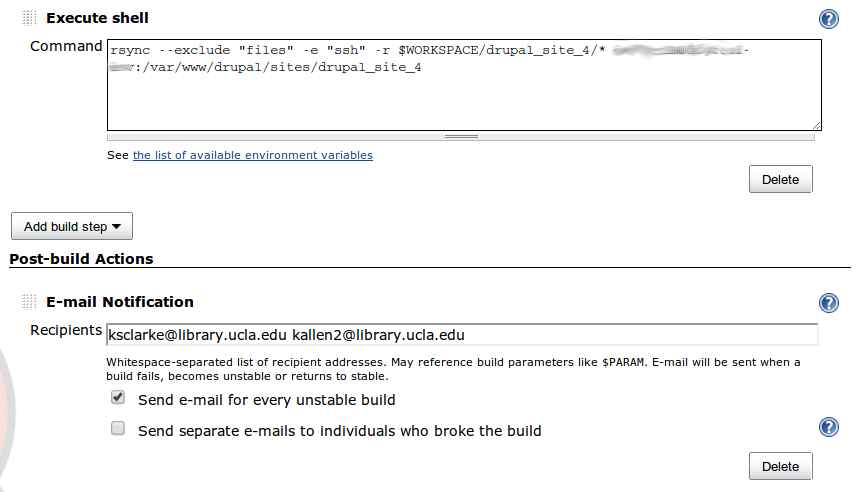 Execute shell
Command
rsync --exclude "files" -e "ssh" -r $WORKSPACE/drupal_site_4/*
:/var/www/drupal/sites/drupal_site_4
See the list of available environment variables
Delete
Add build step
Post-build Actions
E-mail Notification
Recipients ksclarke@library.ucla.edu kallen2@library.ucla.edu
Whitespace-separated list of recipient addresses. May reference build parameters like $PARAM. E-mail will be sent when a
build fails, becomes unstable or returns to stable.
Send e-mail for every unstable build
Send separate e-mails to individuals who broke the build
Delete